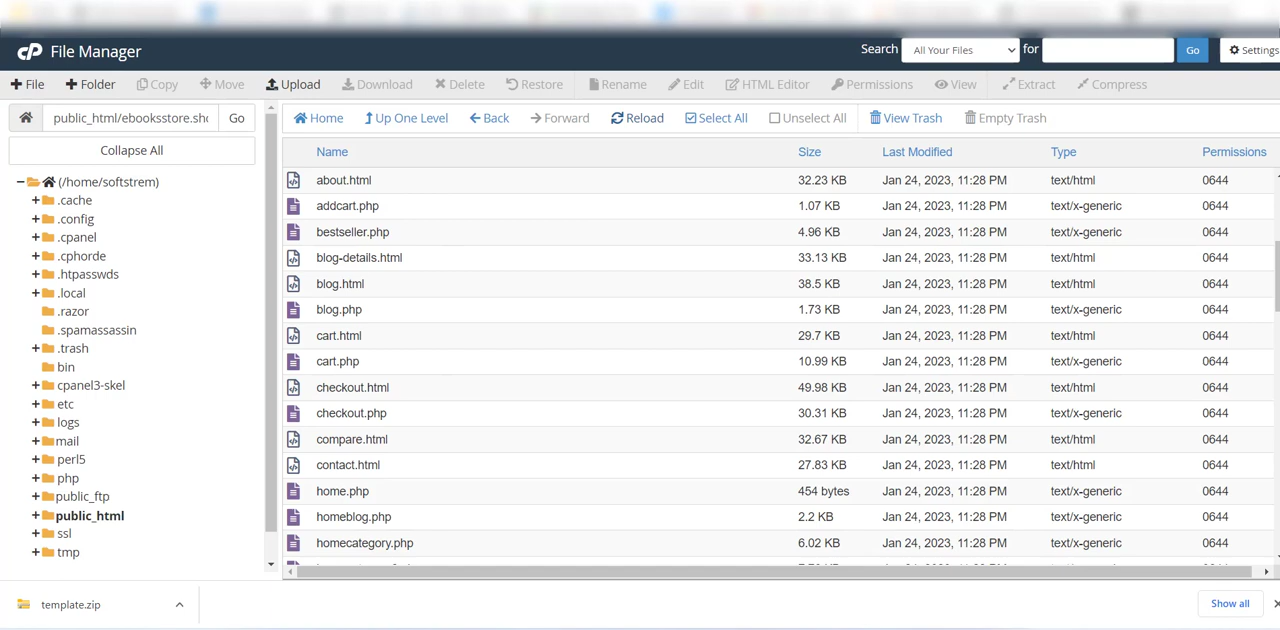 cP File Manager
Search All Your Files for Go Settings
File Folder Copy Move Upload Download Delete Restore Rename Edit HTML Editor Permissions View Extract Compress
public_html/ebooksstore.sho Go
Home Up One Level Back Forward Reload Select All Unselect All View Trash Empty Trash
Collapse All
(/home/softstrem)
.cache
.config
.cpanel
.cphorde
.htpasswds
.local
.razor
.spamassassin
.trash
bin
cpanel3-skel
etc
logs
mail
perl5
php
public_ftp
public_html
ssl
tmp
Name Size Last Modified Type Permissions
about.html 32.23 KB Jan 24, 2023, 11:28 PM text/html 0644
addcart.php 1.07 KB Jan 24, 2023, 11:28 PM text/x-generic 0644
bestseller.php 4.96 KB Jan 24, 2023, 11:28 PM text/x-generic 0644
blog-details.html 33.13 KB Jan 24, 2023, 11:28 PM text/html 0644
blog.html 38.5 KB Jan 24, 2023, 11:28 PM text/html 0644
blog.php 1.73 KB Jan 24, 2023, 11:28 PM text/x-generic 0644
cart.html 29.7 KB Jan 24, 2023, 11:28 PM text/html 0644
cart.php 10.99 KB Jan 24, 2023, 11:28 PM text/x-generic 0644
checkout.html 49.98 KB Jan 24, 2023, 11:28 PM text/html 0644
checkout.php 30.31 KB Jan 24, 2023, 11:28 PM text/x-generic 0644
compare.html 32.67 KB Jan 24, 2023, 11:28 PM text/html 0644
contact.html 27.83 KB Jan 24, 2023, 11:28 PM text/html 0644
home.php 454 bytes Jan 24, 2023, 11:28 PM text/x-generic 0644
homeblog.php 2.2 KB Jan 24, 2023, 11:28 PM text/x-generic 0644
homecategory.php 6.02 KB Jan 24, 2023, 11:28 PM text/x-generic 0644
template.zip
Show all